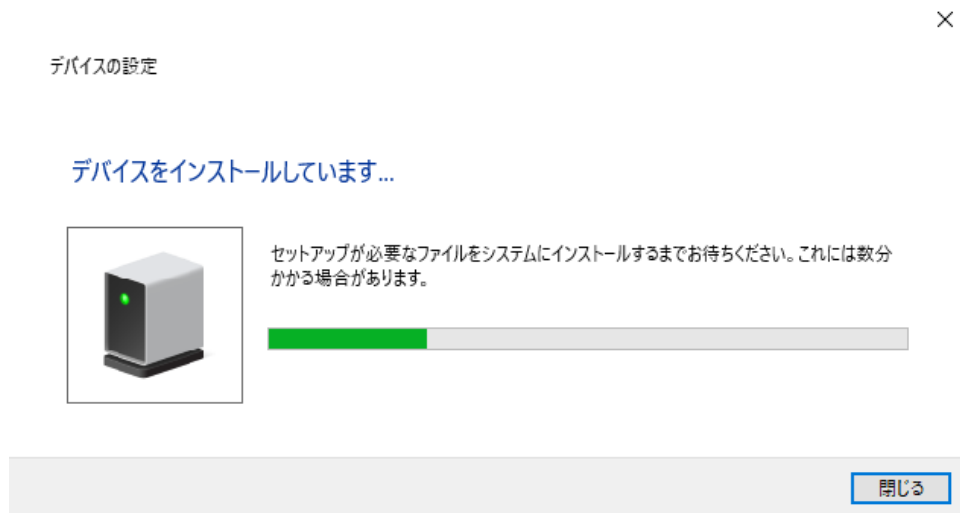 デバイスの設定
デバイスをインストールしています...
セットアップが必要なファイルをシステムにインストールするまでお待ちください。これには数分
かかる場合があります。
閉じる